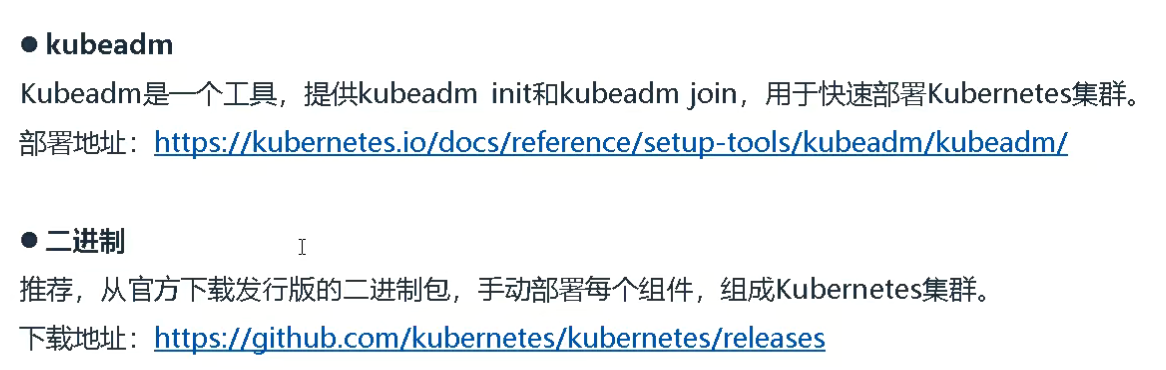 ● kubeadm
Kubeadm是一个工具，提供kubeadm init和kubeadm join，用于快速部署Kubernetes集群。
部署地址：https://kubernetes.io/docs/reference/setup-tools/kubeadm/kubeadm/
● 二进制
推荐，从官方下载发行版的二进制包，手动部署每个组件，组成Kubernetes集群。
下载地址：https://github.com/kubernetes/kubernetes/releases